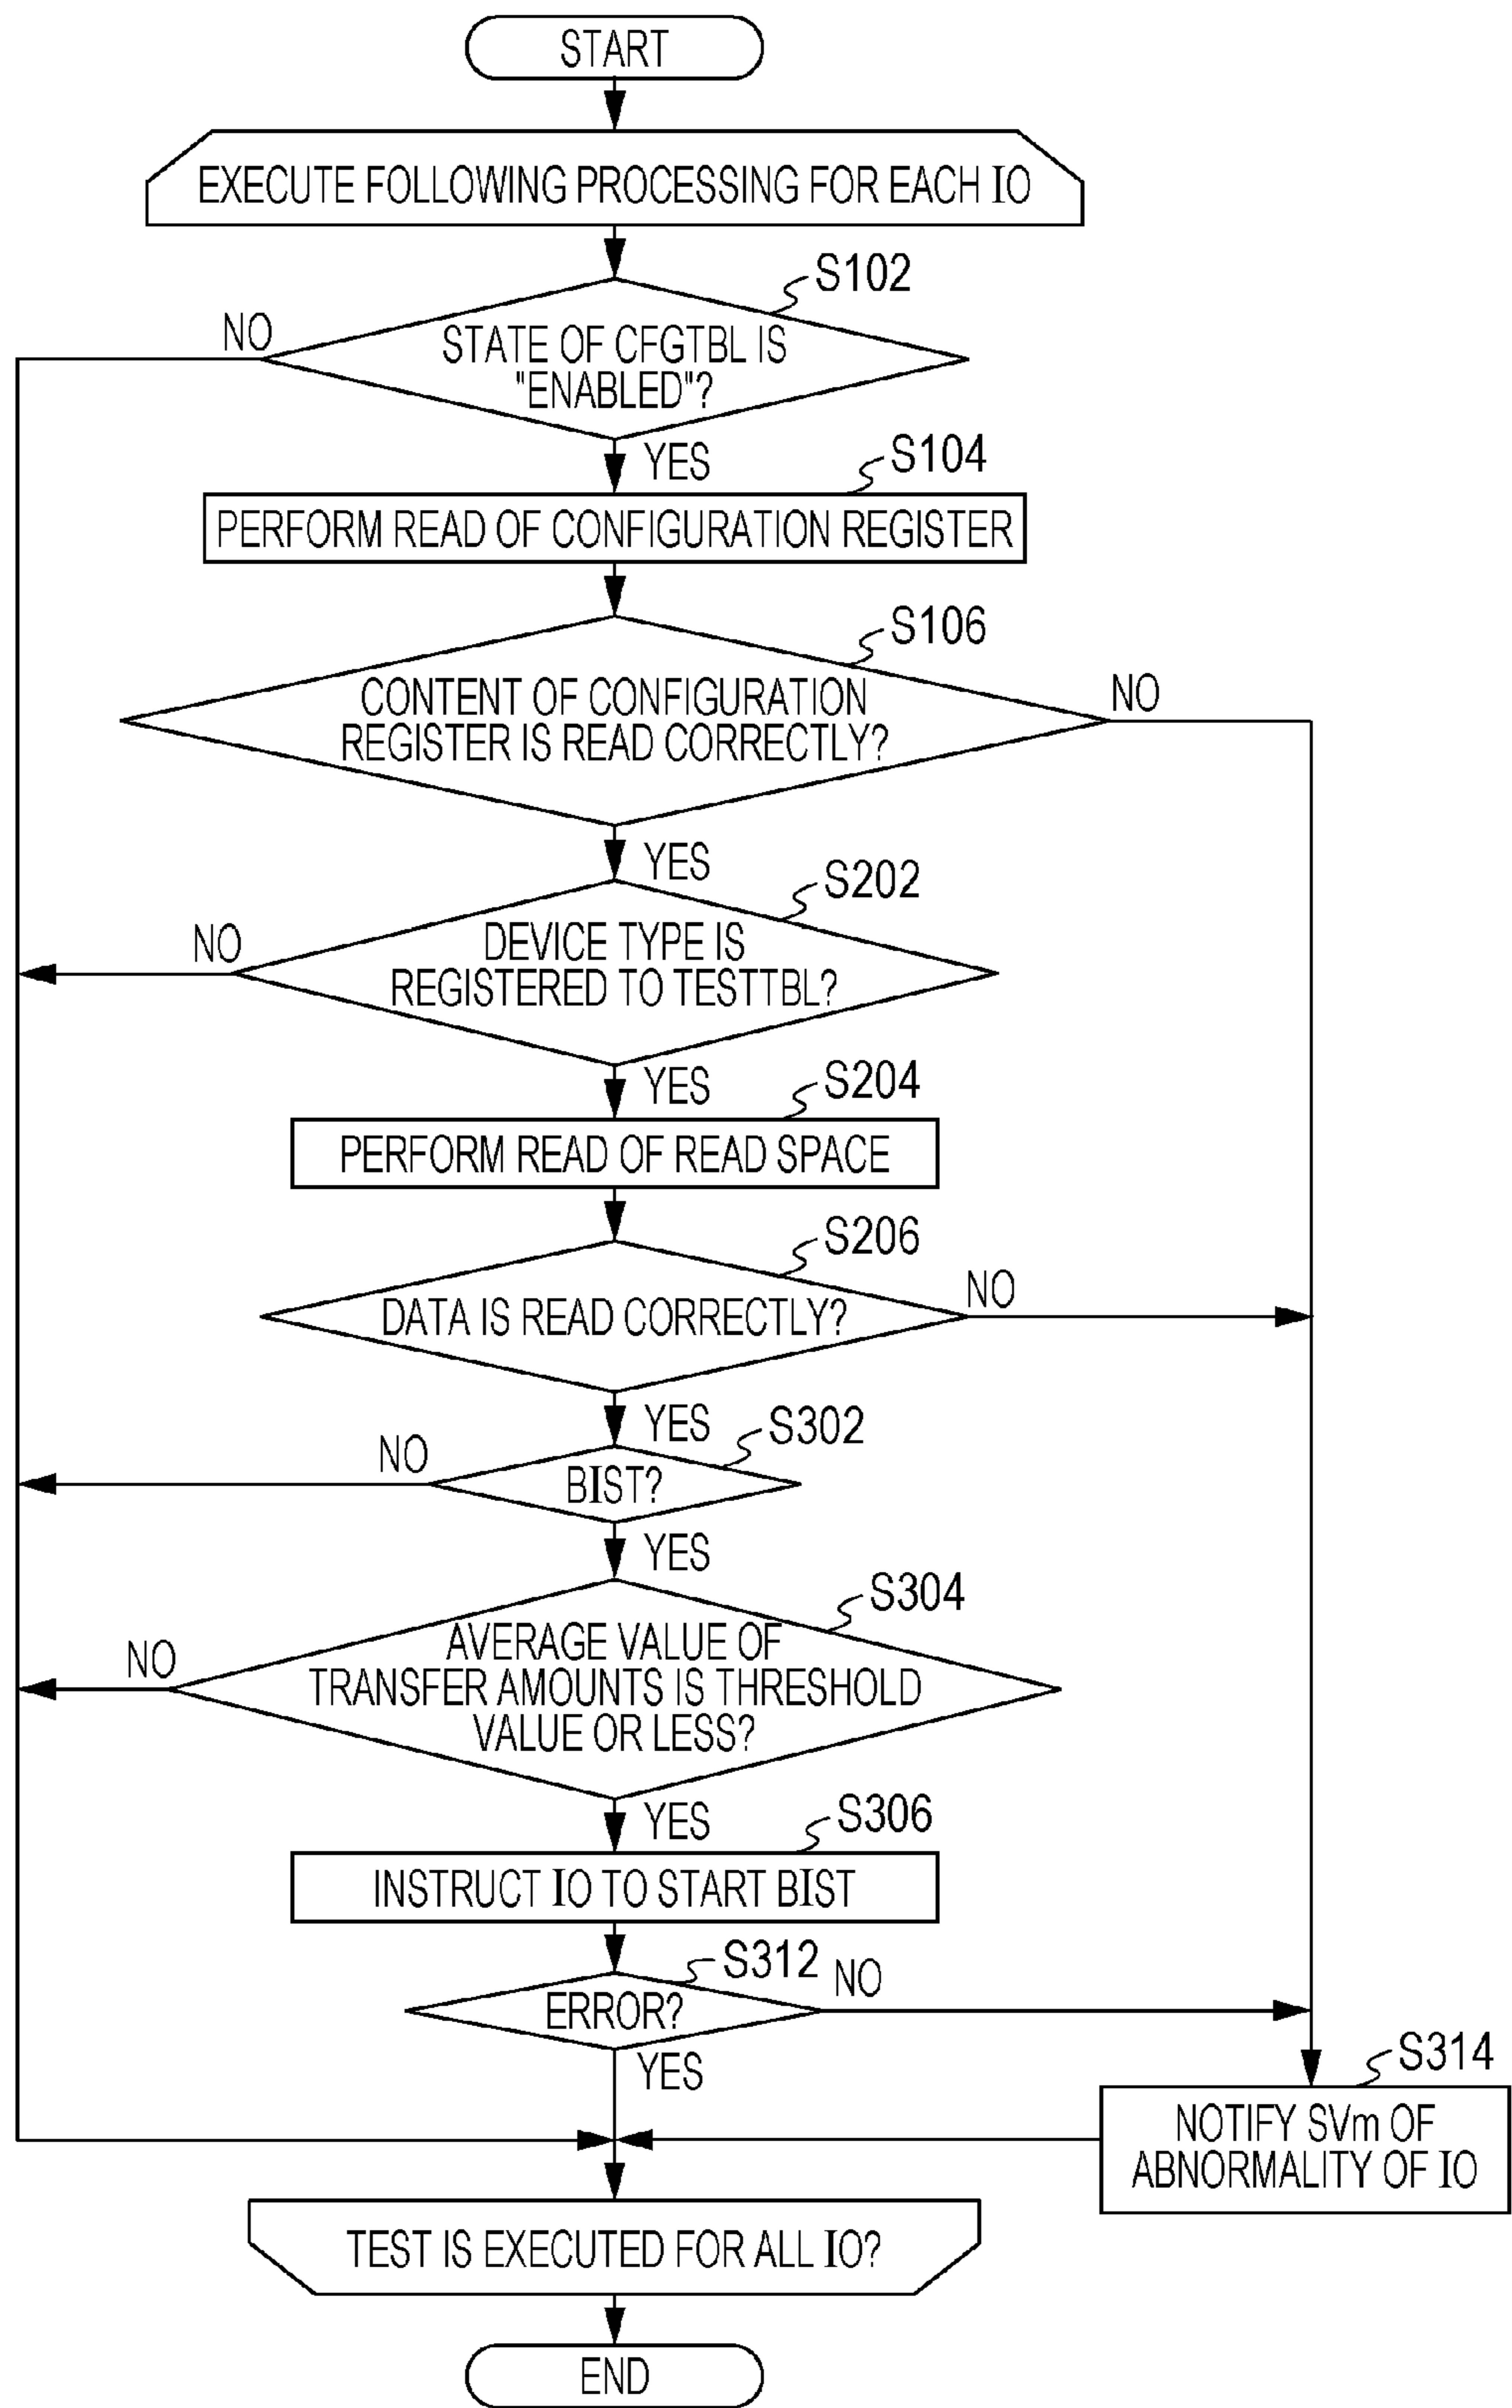 START
EXECUTE FOLLOWING PROCESSING FOR EACH IO
S102
NO
STATE OF CFGTBL IS
"ENABLED"?
YES
S104
PERFORM READ OF CONFIGURATION REGISTER
S106
CONTENT OF CONFIGURATION
REGISTER IS READ CORRECTLY?
NO
YES
S202
NO
DEVICE TYPE IS
REGISTERED TO TESTTBL?
YES
S204
PERFORM READ OF READ SPACE
S206
DATA IS READ CORRECTLY?
NO
YES
S302
NO
BIST?
YES
S304
NO
AVERAGE VALUE OF
TRANSFER AMOUNTS IS THRESHOLD
VALUE OR LESS?
YES
S306
INSTRUCT IO TO START BIST
S312
NO
ERROR?
YES
S314
NOTIFY SVm OF
ABNORMALITY OF IO
TEST IS EXECUTED FOR ALL IO?
END